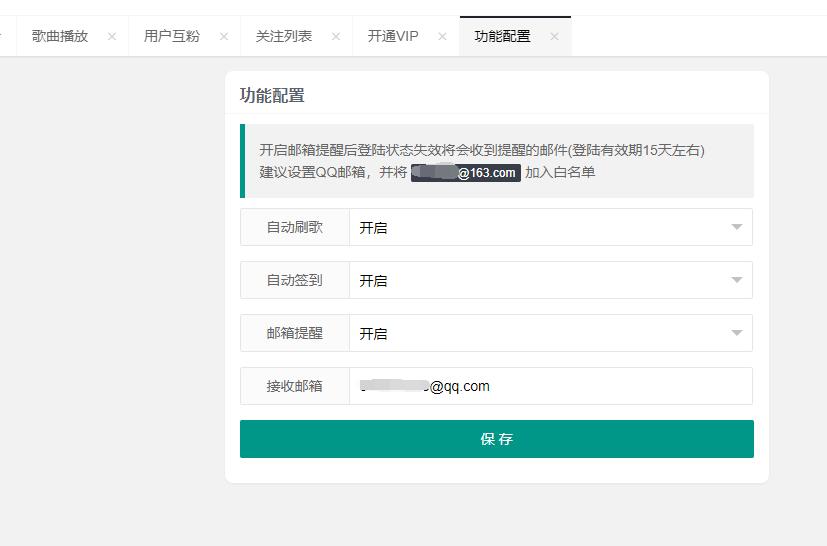 歌曲播放
用户互粉
关注列表
开通VIP
功能配置
功能配置
开启邮箱提醒后登陆状态失效将会收到提醒的邮件(登陆有效期15天左右)
建议设置QQ邮箱，并将 @163.com 加入白名单
自动刷歌 开启
自动签到 开启
邮箱提醒 开启
接收邮箱 @qq.com
保 存